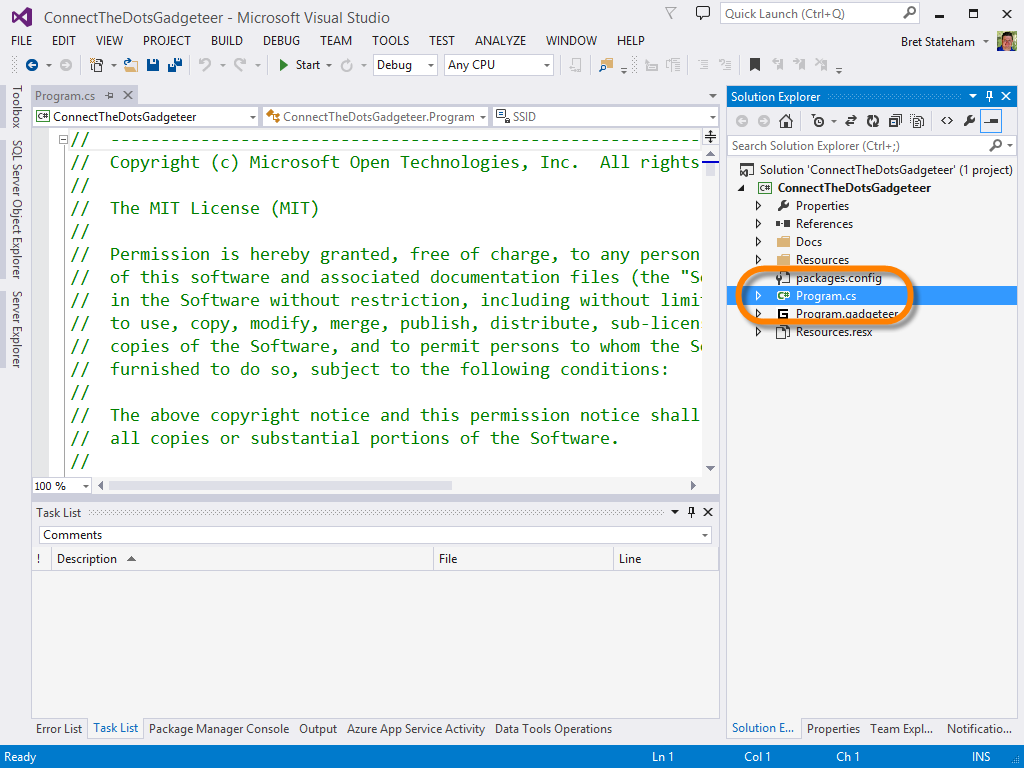 ConnectTheDotsGadgeteer - Microsoft Visual Studio
Quick Launch (Ctrl+Q)
FILE EDIT VIEW PROJECT BUILD DEBUG TEAM TOOLS TEST ANALYZE WINDOW HELP
Bret Stateham
Start Debug Any CPU
Toolbox
SQL Server Object Explorer
Server Explorer
Program.cs
C# ConnectTheDotsGadgeteer
ConnectTheDotsGadgeteer.Program
SSID
// -----------------------------------------------------------
// Copyright (c) Microsoft Open Technologies, Inc.  All rights
//
// The MIT License (MIT)
//
// Permission is hereby granted, free of charge, to any person
// of this software and associated documentation files (the "So
// in the Software without restriction, including without limi
// to use, copy, modify, merge, publish, distribute, sub-licen
// copies of the Software, and to permit persons to whom the So
// furnished to do so, subject to the following conditions:
//
// The above copyright notice and this permission notice shall
// all copies or substantial portions of the Software.
//
100 %
Task List
Comments
! Description File Line
Error List Task List Package Manager Console Output Azure App Service Activity Data Tools Operations
Solution Explorer
Search Solution Explorer (Ctrl+;)
Solution 'ConnectTheDotsGadgeteer' (1 project)
C# ConnectTheDotsGadgeteer
Properties
References
Docs
Resources
packages.config
C# Program.cs
G Program.gadgeteer
Resources.resx
Solution E... Properties Team Expl... Notificatio...
Ready Ln 1 Col 1 Ch 1 INS